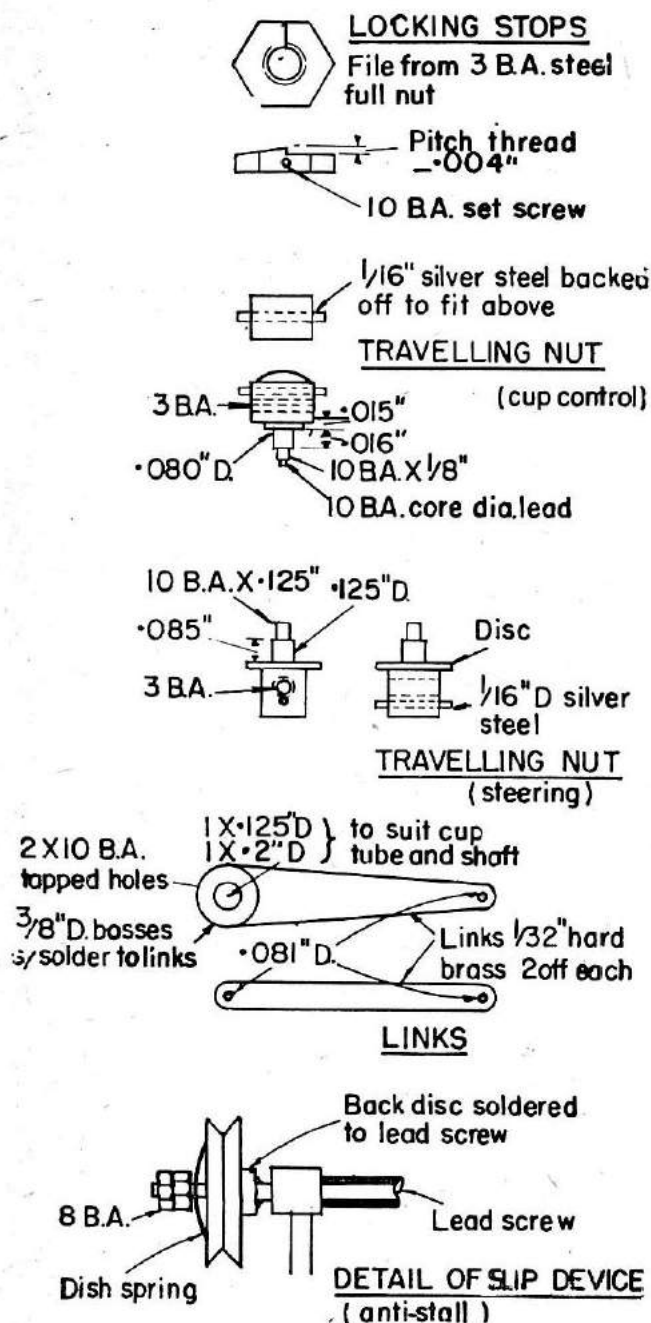 LOCKING STOPS
File from 3 B.A. steel
full nut
Pitch thread
-·004"
10 B.A. set screw
1/16" silver steel backed
off to fit above
TRAVELLING NUT
(cup control)
3 B.A.
·015"
·016"
·080" D.
10 B.A. X 1/8"
10 B.A. core dia. lead
10 B.A. X ·125"
·125" D.
·085"
Disc
3 B.A.
1/16" D silver
steel
TRAVELLING NUT
(steering)
1 X ·125" D } to suit cup
1 X ·2" D } tube and shaft
2 X 10 B.A.
tapped holes
3/8" D. bosses
s/solder to links
·081" D.
Links 1/32" hard
brass 2 off each
LINKS
Back disc soldered
to lead screw
8 B.A.
Lead screw
Dish spring
DETAIL OF SLIP DEVICE
(anti-stall)